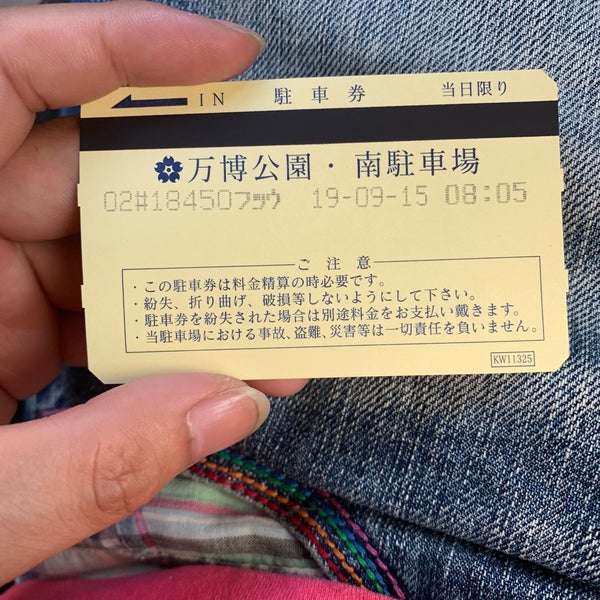 IN 駐車券 当日限り
万博公園・南駐車場
02#18450フツウ 19-09-15 08:05
ご注意
・この駐車券は料金精算の時必要です。
・紛失、折り曲げ、破損等しないようにして下さい。
・駐車券を紛失された場合は別途料金をお支払い戴きます。
・当駐車場における事故、盗難、災害等は一切責任を負いません。
KW11325